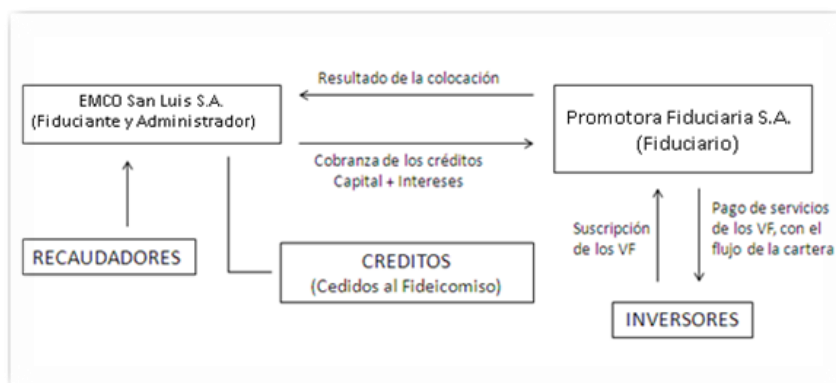 Resultado de la colocación
EMCO San Luis S.A.
(Fiduciante y Administrador)
Promotora Fiduciaria S.A.
(Fiduciario)
Cobranza de los créditos
Capital + Intereses
RECAUDADORES
CREDITOS
(Cedidos al Fideicomiso)
Suscripción
de los VF
Pago de servicios
de los VF, con el
flujo de la cartera
INVERSORES